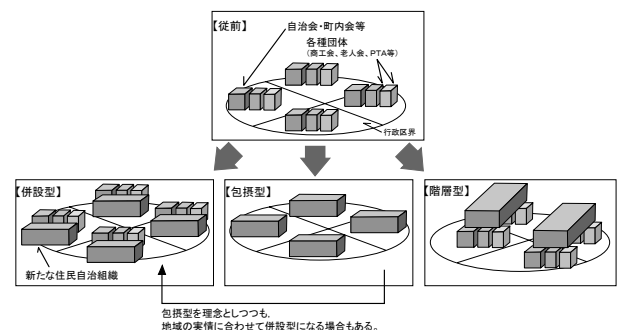 【従前】
自治会・町内会等
各種団体
(商工会、老人会、PTA等)
行政区界
【併設型】
【包摂型】
【階層型】
新たな住民自治組織
包摂型を理念としつつも、
地域の実情に合わせて併設型になる場合もある。